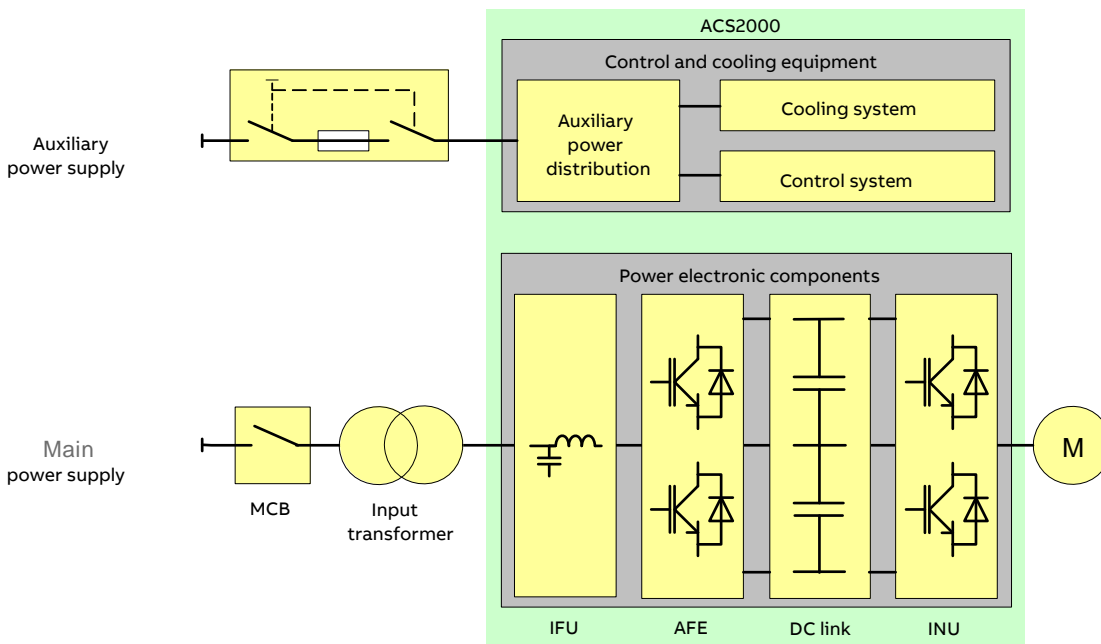 ACS2000
Control and cooling equipment
Auxiliary
power supply
Auxiliary
power
distribution
Cooling system
Control system
Power electronic components
Main
power supply
MCB
Input
transformer
M
IFU
AFE
DC link
INU